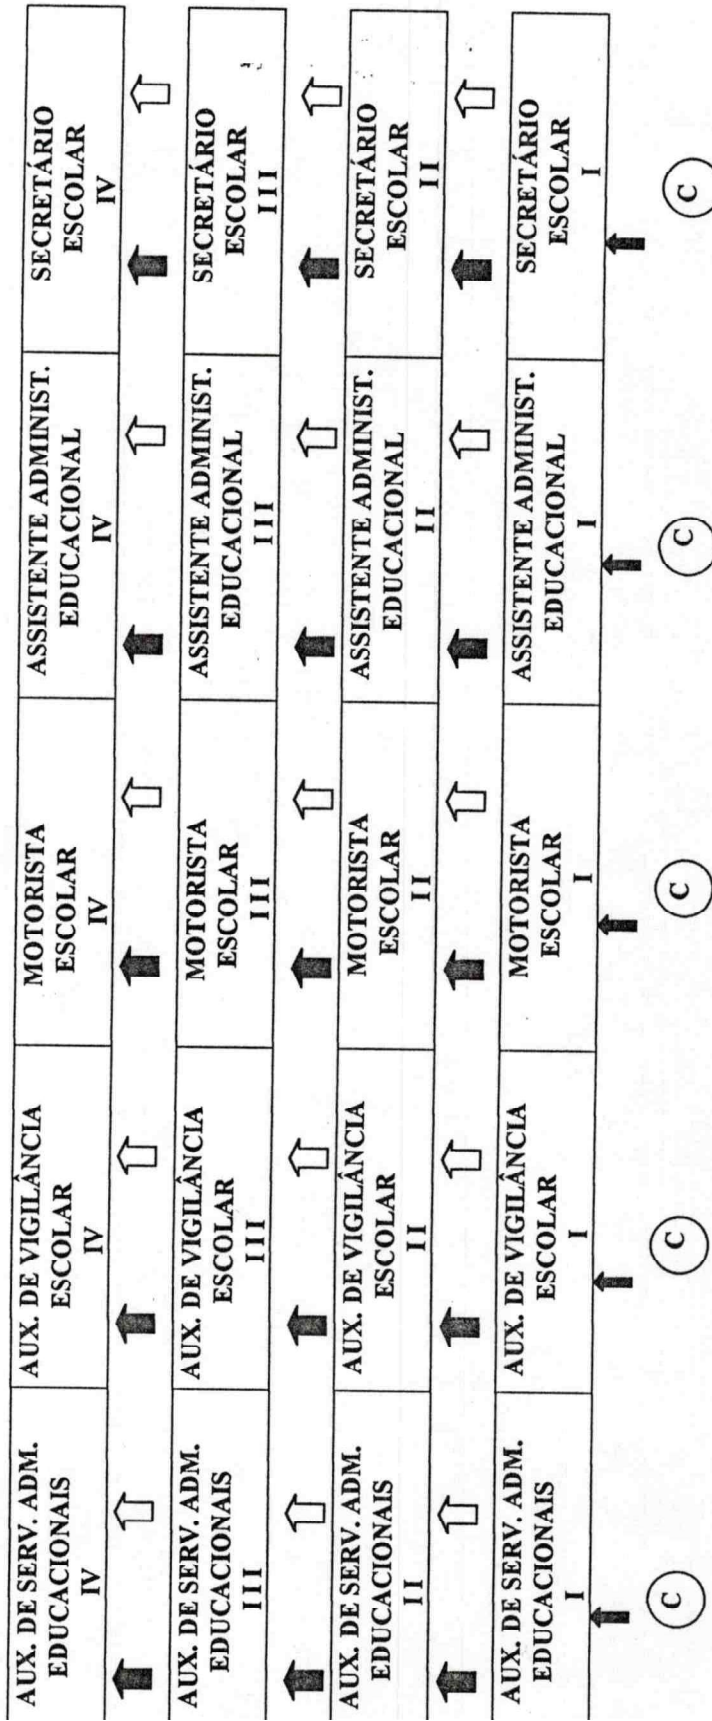 AUX. DE SERV. ADM.
EDUCACIONAIS
IV
AUX. DE VIGILÂNCIA
ESCOLAR
IV
MOTORISTA
ESCOLAR
IV
ASSISTENTE ADMINIST.
EDUCACIONAL
IV
SECRETÁRIO
ESCOLAR
IV
AUX. DE SERV. ADM.
EDUCACIONAIS
III
AUX. DE VIGILÂNCIA
ESCOLAR
III
MOTORISTA
ESCOLAR
III
ASSISTENTE ADMINIST.
EDUCACIONAL
III
SECRETÁRIO
ESCOLAR
III
AUX. DE SERV. ADM.
EDUCACIONAIS
II
AUX. DE VIGILÂNCIA
ESCOLAR
II
MOTORISTA
ESCOLAR
II
ASSISTENTE ADMINIST.
EDUCACIONAL
II
SECRETÁRIO
ESCOLAR
II
AUX. DE SERV. ADM.
EDUCACIONAIS
I
AUX. DE VIGILÂNCIA
ESCOLAR
I
MOTORISTA
ESCOLAR
I
ASSISTENTE ADMINIST.
EDUCACIONAL
I
SECRETÁRIO
ESCOLAR
I
C
C
C
C
C